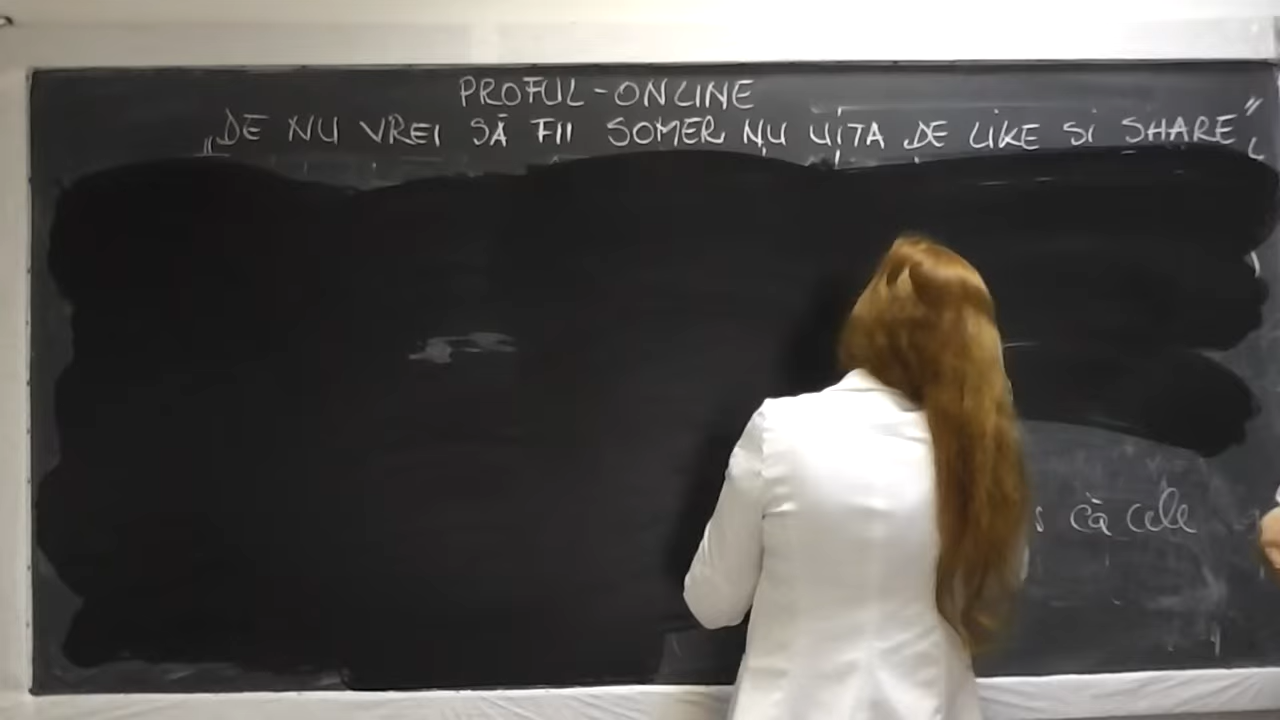 PROFUL-ONLINE
„DE NU VREI SĂ FII SOMER NU UITA DE LIKE SI SHARE”
că cele